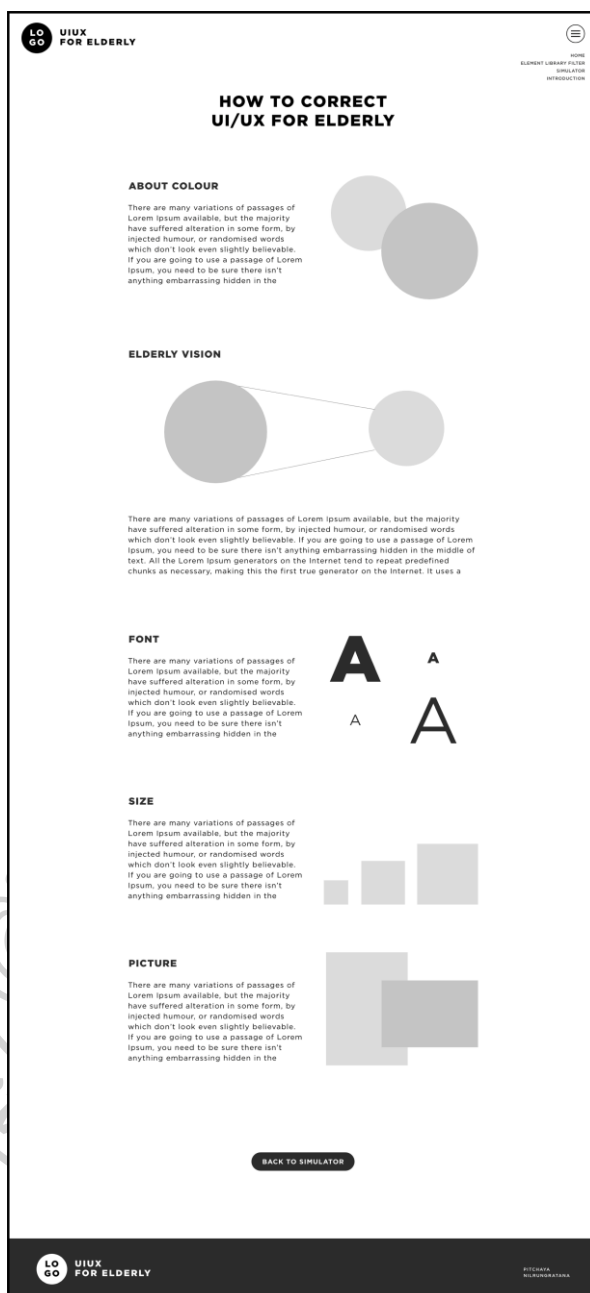 LO
GO
UIUX
FOR ELDERLY
HOME
ELEMENT LIBRARY FILTER
SIMULATOR
INTRODUCTION
HOW TO CORRECT
UI/UX FOR ELDERLY
ABOUT COLOUR
There are many variations of passages of
Lorem Ipsum available, but the majority
have suffered alteration in some form, by
injected humour, or randomised words
which don't look even slightly believable.
If you are going to use a passage of Lorem
Ipsum, you need to be sure there isn't
anything embarrassing hidden in the
ELDERLY VISION
There are many variations of passages of Lorem Ipsum available, but the majority
have suffered alteration in some form, by injected humour, or randomised words
which don't look even slightly believable. If you are going to use a passage of Lorem
Ipsum, you need to be sure there isn't anything embarrassing hidden in the middle of
text. All the Lorem Ipsum generators on the Internet tend to repeat predefined
chunks as necessary, making this the first true generator on the Internet. It uses a
FONT
There are many variations of passages of
Lorem Ipsum available, but the majority
have suffered alteration in some form, by
injected humour, or randomised words
which don't look even slightly believable.
If you are going to use a passage of Lorem
Ipsum, you need to be sure there isn't
anything embarrassing hidden in the
A A
A A
SIZE
There are many variations of passages of
Lorem Ipsum available, but the majority
have suffered alteration in some form, by
injected humour, or randomised words
which don't look even slightly believable.
If you are going to use a passage of Lorem
Ipsum, you need to be sure there isn't
anything embarrassing hidden in the
PICTURE
There are many variations of passages of
Lorem Ipsum available, but the majority
have suffered alteration in some form, by
injected humour, or randomised words
which don't look even slightly believable.
If you are going to use a passage of Lorem
Ipsum, you need to be sure there isn't
anything embarrassing hidden in the
BACK TO SIMULATOR
LO
GO
UIUX
FOR ELDERLY
PITCHAYA
NILRUNGRATANA